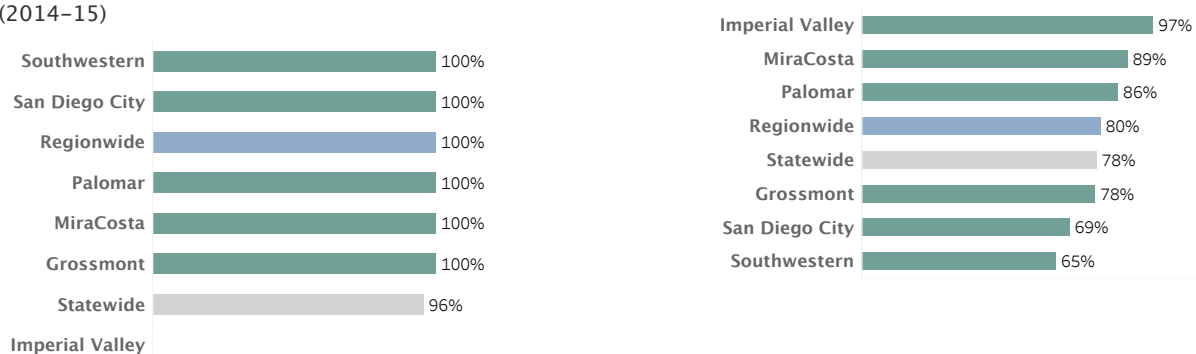 (2014–15)
Southwestern 100%
San Diego City 100%
Regionwide 100%
Palomar 100%
MiraCosta 100%
Grossmont 100%
Statewide 96%
Imperial Valley
Imperial Valley 97%
MiraCosta 89%
Palomar 86%
Regionwide 80%
Statewide 78%
Grossmont 78%
San Diego City 69%
Southwestern 65%